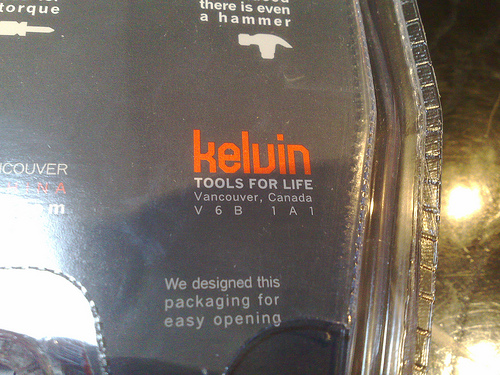 torque
there is even
a hammer
kelvin
TOOLS FOR LIFE
Vancouver, Canada
V6B 1A1
We designed this
packaging for
easy opening